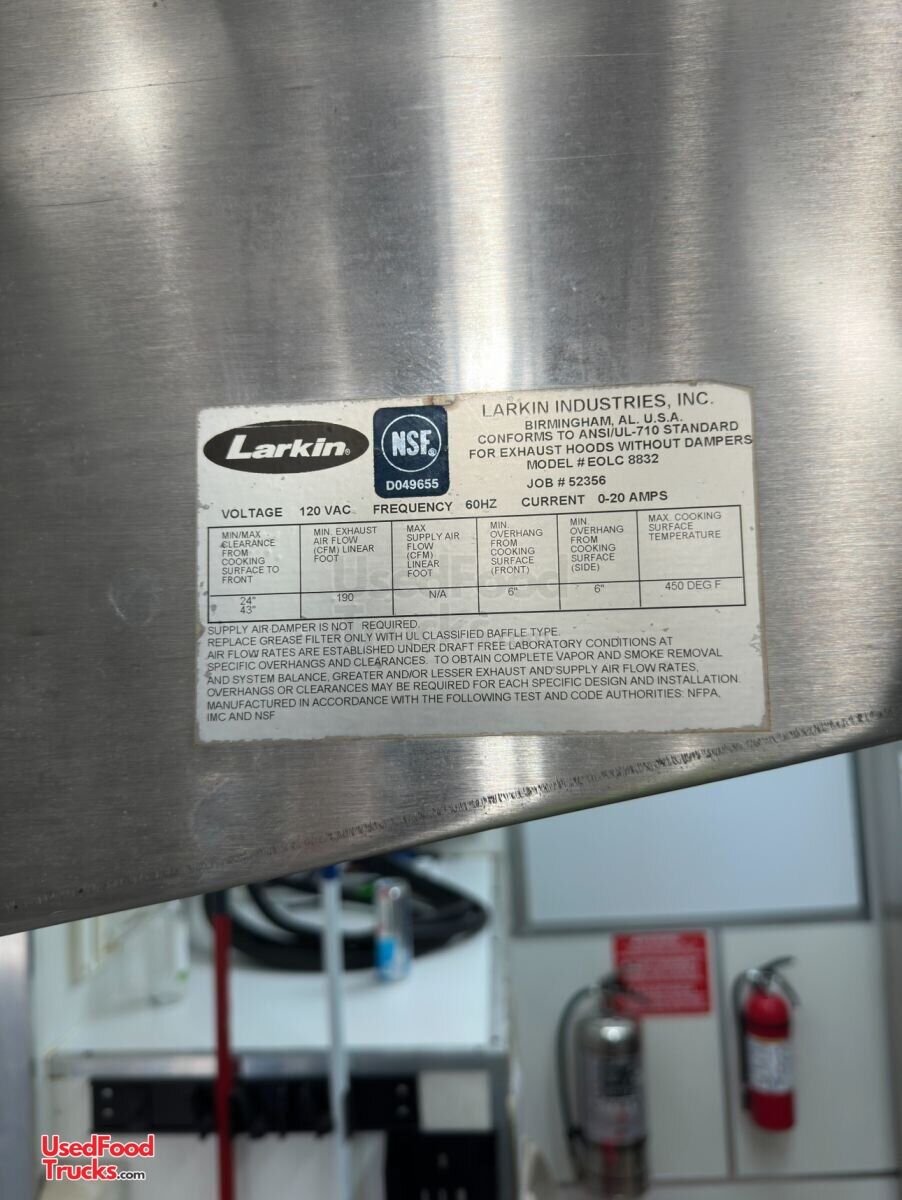 LARKIN INDUSTRIES, INC.
BIRMINGHAM, AL. U.S.A.
CONFORMS TO ANSI/UL-710 STANDARD
FOR EXHAUST HOODS WITHOUT DAMPERS
MODEL # EOLC 8832
JOB # 52356
Larkin®
NSF®
D049655
VOLTAGE 120 VAC FREQUENCY 60HZ CURRENT 0-20 AMPS
MIN/MAX
CLEARANCE
FROM
COOKING
SURFACE TO
FRONT
MIN. EXHAUST
AIR FLOW
(CFM) LINEAR
FOOT
MAX
SUPPLY AIR
FLOW
(CFM)
LINEAR
FOOT
MIN.
OVERHANG
FROM
COOKING
SURFACE
(FRONT)
MIN.
OVERHANG
FROM
COOKING
SURFACE
(SIDE)
MAX. COOKING
SURFACE
TEMPERATURE
24"
43"
190
N/A
6"
6"
450 DEG F
SUPPLY AIR DAMPER IS NOT REQUIRED.
REPLACE GREASE FILTER ONLY WITH UL CLASSIFIED BAFFLE TYPE.
AIR FLOW RATES ARE ESTABLISHED UNDER DRAFT FREE LABORATORY CONDITIONS AT
SPECIFIC OVERHANGS AND CLEARANCES. TO OBTAIN COMPLETE VAPOR AND SMOKE REMOVAL
AND SYSTEM BALANCE, GREATER AND/OR LESSER EXHAUST AND SUPPLY AIR FLOW RATES,
OVERHANGS OR CLEARANCES MAY BE REQUIRED FOR EACH SPECIFIC DESIGN AND INSTALLATION.
MANUFACTURED IN ACCORDANCE WITH THE FOLLOWING TEST AND CODE AUTHORITIES: NFPA,
IMC AND NSF
UsedFood
Trucks.com